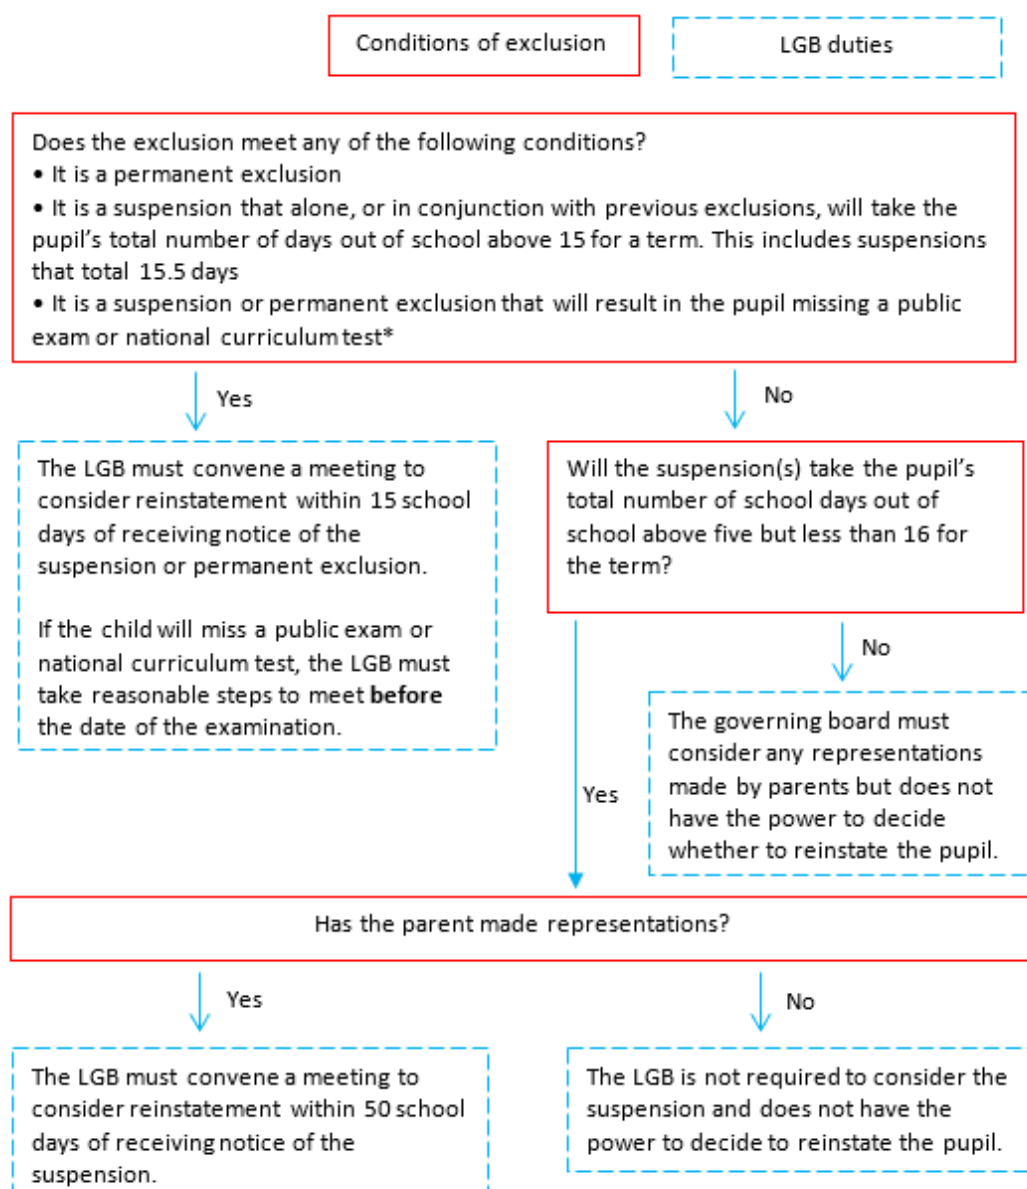 Conditions of exclusion
LGB duties
Does the exclusion meet any of the following conditions?
• It is a permanent exclusion
• It is a suspension that alone, or in conjunction with previous exclusions, will take the
pupil's total number of days out of school above 15 for a term. This includes suspensions
that total 15.5 days
• It is a suspension or permanent exclusion that will result in the pupil missing a public
exam or national curriculum test*
Yes
No
The LGB must convene a meeting to
consider reinstatement within 15 school
days of receiving notice of the
suspension or permanent exclusion.
If the child will miss a public exam or
national curriculum test, the LGB must
take reasonable steps to meet before
the date of the examination.
Will the suspension(s) take the pupil's
total number of school days out of
school above five but less than 16 for
the term?
No
The governing board must
consider any representations
made by parents but does not
have the power to decide
whether to reinstate the pupil.
Yes
Has the parent made representations?
Yes
No
The LGB must convene a meeting to
consider reinstatement within 50 school
days of receiving notice of the
suspension.
The LGB is not required to consider the
suspension and does not have the
power to decide to reinstate the pupil.